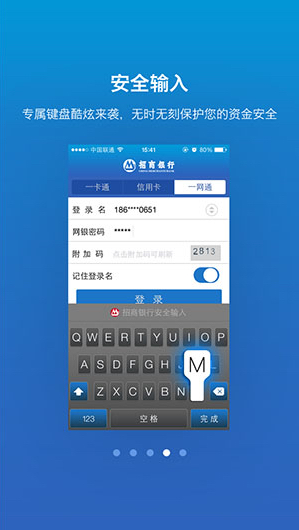 安全输入
专属键盘酷炫来袭，无时无刻保护您的资金安全
中国联通 15:41 89%
招商银行
一卡通 信用卡 一网通
登 录 名 186****0651
网银密码 *****
附 加 码 点击附加码可刷新 2813
记住登录名
登 录
招商银行安全输入
Q W E R T Y U I O P
A S D F G H J K L
Z X C V B N M
123 空 格 完 成